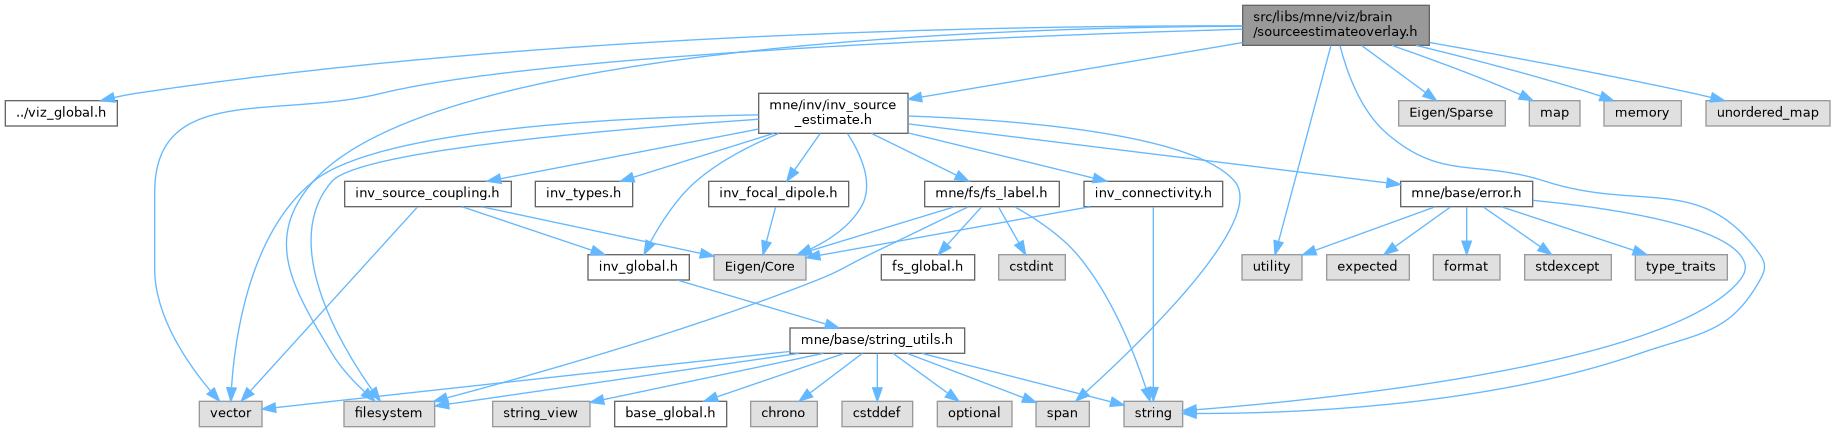 src/libs/mne/viz/brain
/sourceestimateoverlay.h
../viz_global.h
mne/inv/inv_source
_estimate.h
Eigen/Sparse
map
memory
unordered_map
inv_source_coupling.h
inv_types.h
inv_focal_dipole.h
mne/fs/fs_label.h
inv_connectivity.h
mne/base/error.h
inv_global.h
Eigen/Core
fs_global.h
cstdint
utility
expected
format
stdexcept
type_traits
mne/base/string_utils.h
vector
filesystem
string_view
base_global.h
chrono
cstddef
optional
span
string